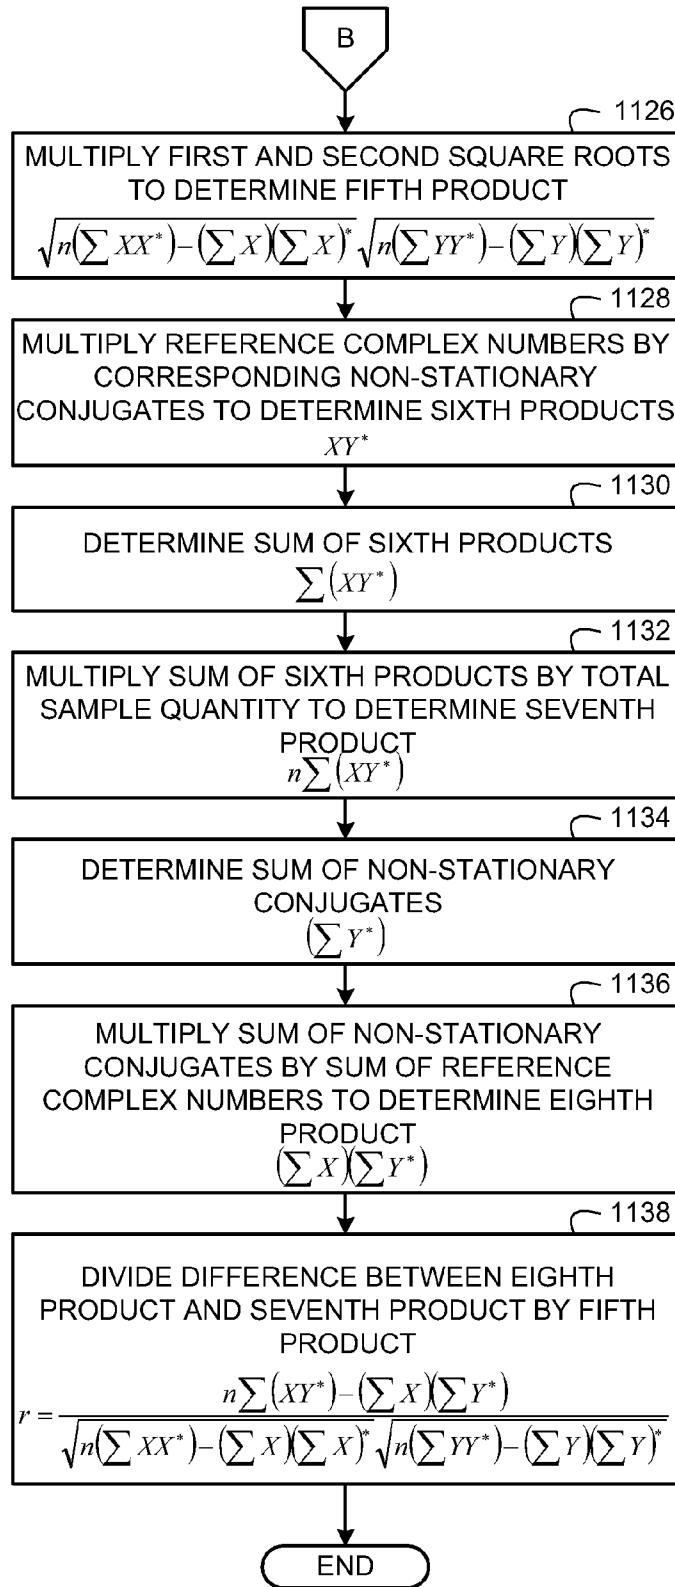 B
1126
MULTIPLY FIRST AND SECOND SQUARE ROOTS
TO DETERMINE FIFTH PRODUCT
√(n(∑XX*)−(∑X)(∑X)*) √(n(∑YY*)−(∑Y)(∑Y)*)
1128
MULTIPLY REFERENCE COMPLEX NUMBERS BY
CORRESPONDING NON-STATIONARY
CONJUGATES TO DETERMINE SIXTH PRODUCTS
XY*
1130
DETERMINE SUM OF SIXTH PRODUCTS
∑(XY*)
1132
MULTIPLY SUM OF SIXTH PRODUCTS BY TOTAL
SAMPLE QUANTITY TO DETERMINE SEVENTH
PRODUCT
n∑(XY*)
1134
DETERMINE SUM OF NON-STATIONARY
CONJUGATES
(∑Y*)
1136
MULTIPLY SUM OF NON-STATIONARY
CONJUGATES BY SUM OF REFERENCE
COMPLEX NUMBERS TO DETERMINE EIGHTH
PRODUCT
(∑X)(∑Y*)
1138
DIVIDE DIFFERENCE BETWEEN EIGHTH
PRODUCT AND SEVENTH PRODUCT BY FIFTH
PRODUCT
n∑(XY*)−(∑X)(∑Y*)
r = √(n(∑XX*)−(∑X)(∑X)*) √(n(∑YY*)−(∑Y)(∑Y)*)
END